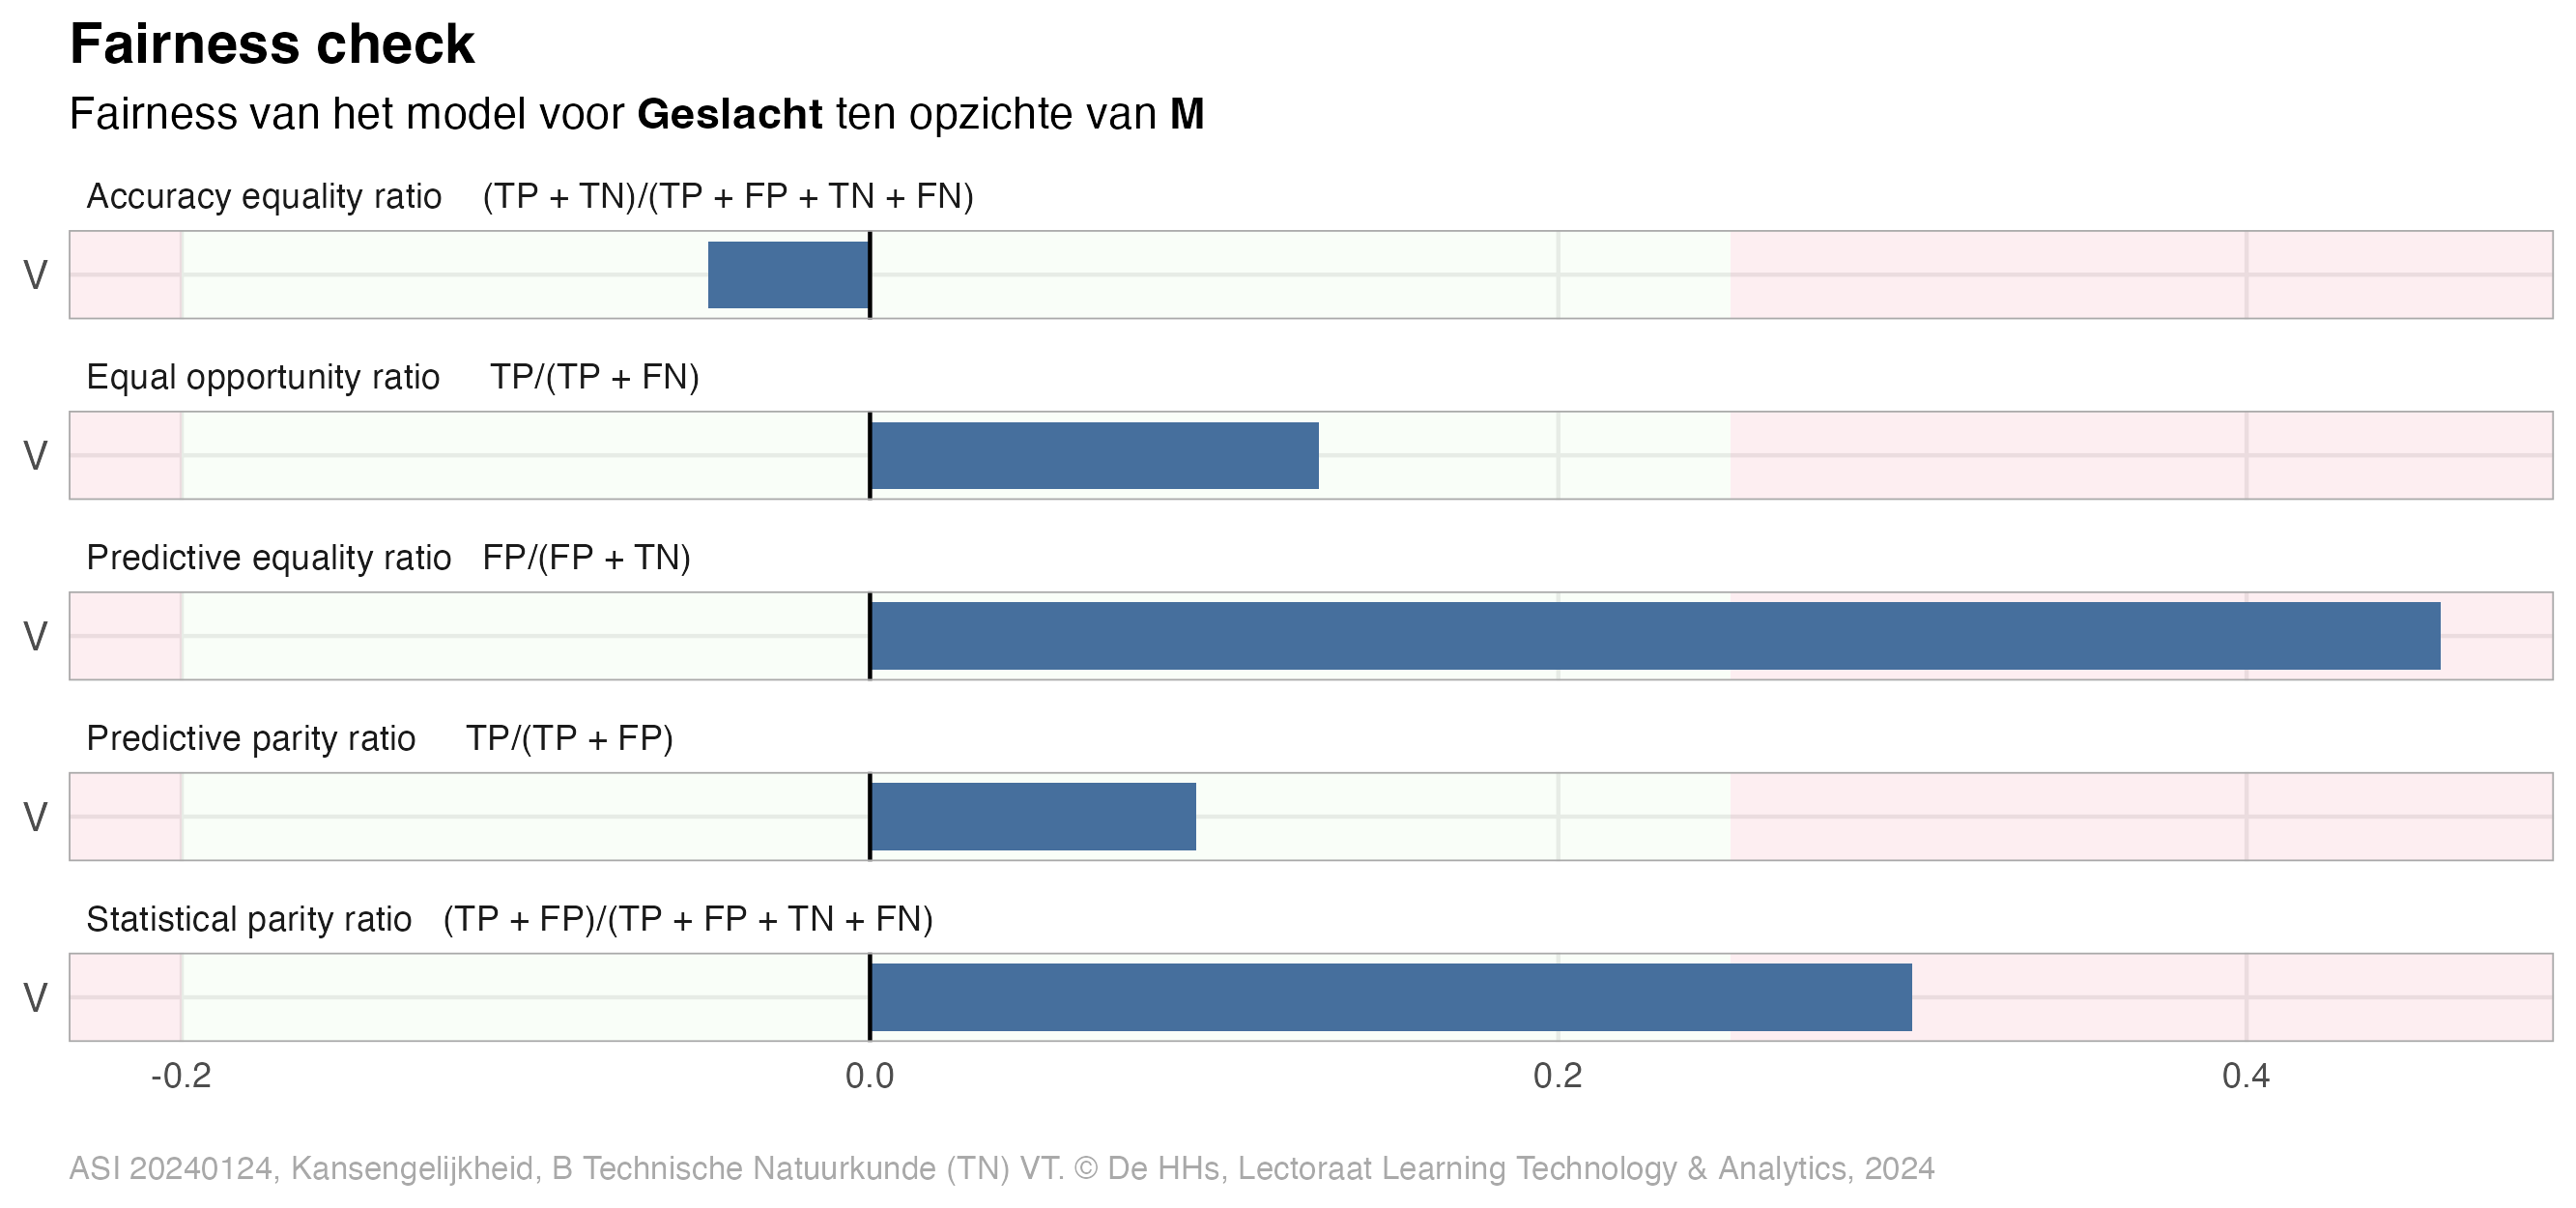 Fairness check
Fairness van het model voor Geslacht ten opzichte van M
Accuracy equality ratio (TP + TN)/(TP + FP + TN + FN)
V
Equal opportunity ratio TP/(TP + FN)
V
Predictive equality ratio FP/(FP + TN)
V
Predictive parity ratio TP/(TP + FP)
V
Statistical parity ratio (TP + FP)/(TP + FP + TN + FN)
V
-0.2 0.0 0.2 0.4
ASI 20240124, Kansengelijkheid, B Technische Natuurkunde (TN) VT. © De HHs, Lectoraat Learning Technology & Analytics, 2024